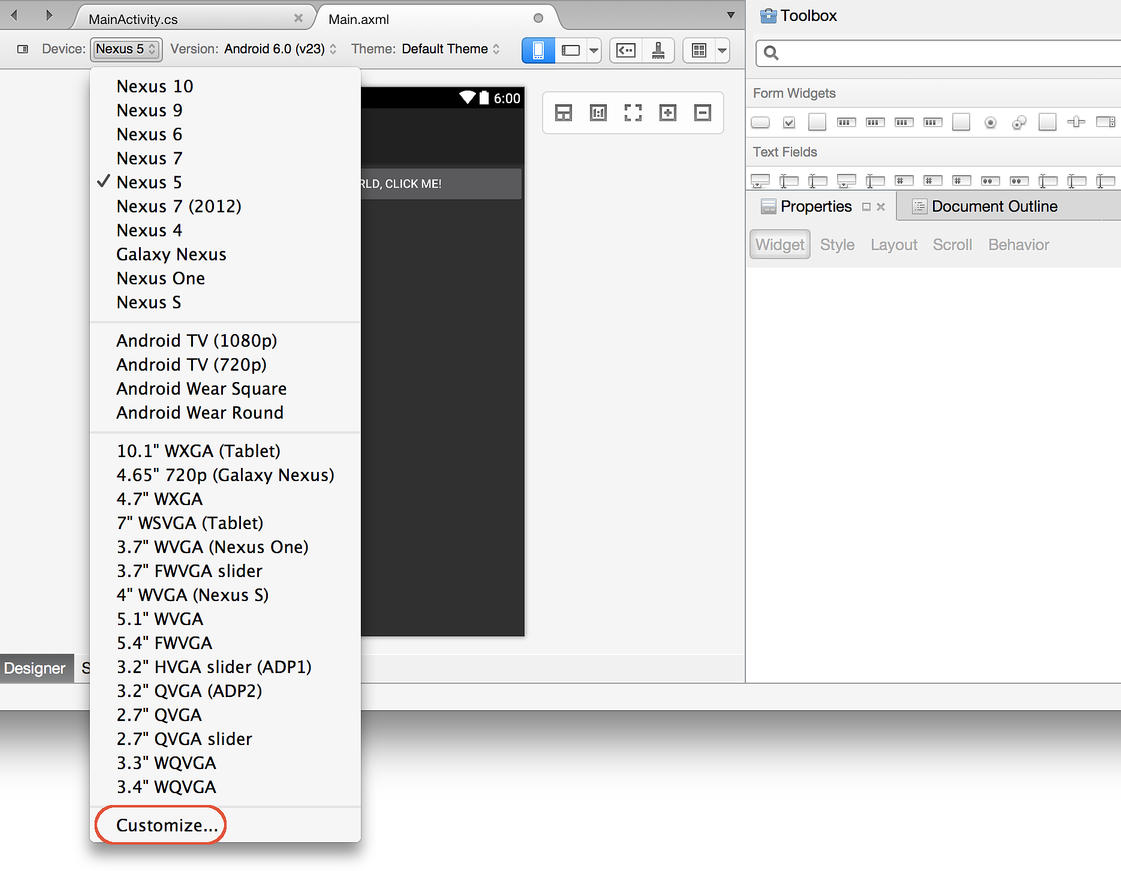 MainActivity.cs
Main.axml
Device: Nexus 5 Version: Android 6.0 (v23) Theme: Default Theme
Nexus 10
Nexus 9
Nexus 6
Nexus 7
Nexus 5
Nexus 7 (2012)
Nexus 4
Galaxy Nexus
Nexus One
Nexus S
Android TV (1080p)
Android TV (720p)
Android Wear Square
Android Wear Round
10.1" WXGA (Tablet)
4.65" 720p (Galaxy Nexus)
4.7" WXGA
7" WSVGA (Tablet)
3.7" WVGA (Nexus One)
3.7" FWVGA slider
4" WVGA (Nexus S)
5.1" WVGA
5.4" FWVGA
3.2" HVGA slider (ADP1)
3.2" QVGA (ADP2)
2.7" QVGA
2.7" QVGA slider
3.3" WQVGA
3.4" WQVGA
Customize...
6:00
RLD, CLICK ME!
1:1
Designer S
Toolbox
Form Widgets
Text Fields
Properties
Document Outline
Widget Style Layout Scroll Behavior